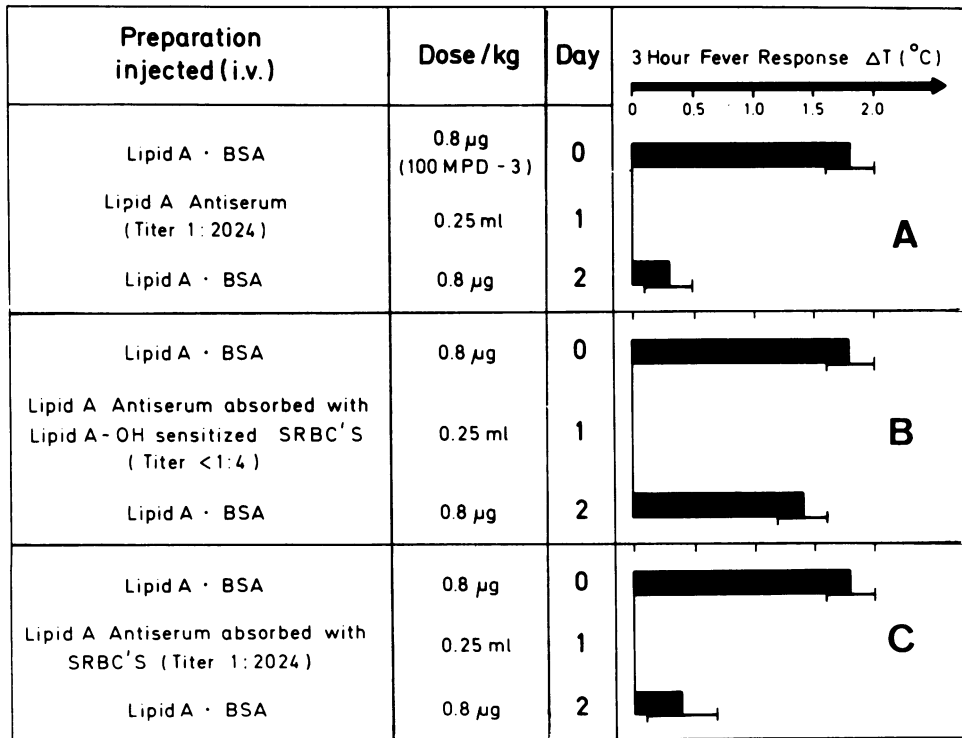 Preparation injected (i.v.) Dose/kg Day 3 Hour Fever Response ΔT (°C)
0 0.5 1.0 1.5 2.0
Lipid A · BSA 0.8 µg (100 MPD - 3) 0
Lipid A Antiserum (Titer 1:2024) 0.25 ml 1
A
Lipid A · BSA 0.8 µg 2
Lipid A · BSA 0.8 µg 0
Lipid A Antiserum absorbed with
Lipid A-OH sensitized SRBC'S 0.25 ml 1
(Titer <1:4)
B
Lipid A · BSA 0.8 µg 2
Lipid A · BSA 0.8 µg 0
Lipid A Antiserum absorbed with
SRBC'S (Titer 1:2024) 0.25 ml 1
C
Lipid A · BSA 0.8 µg 2